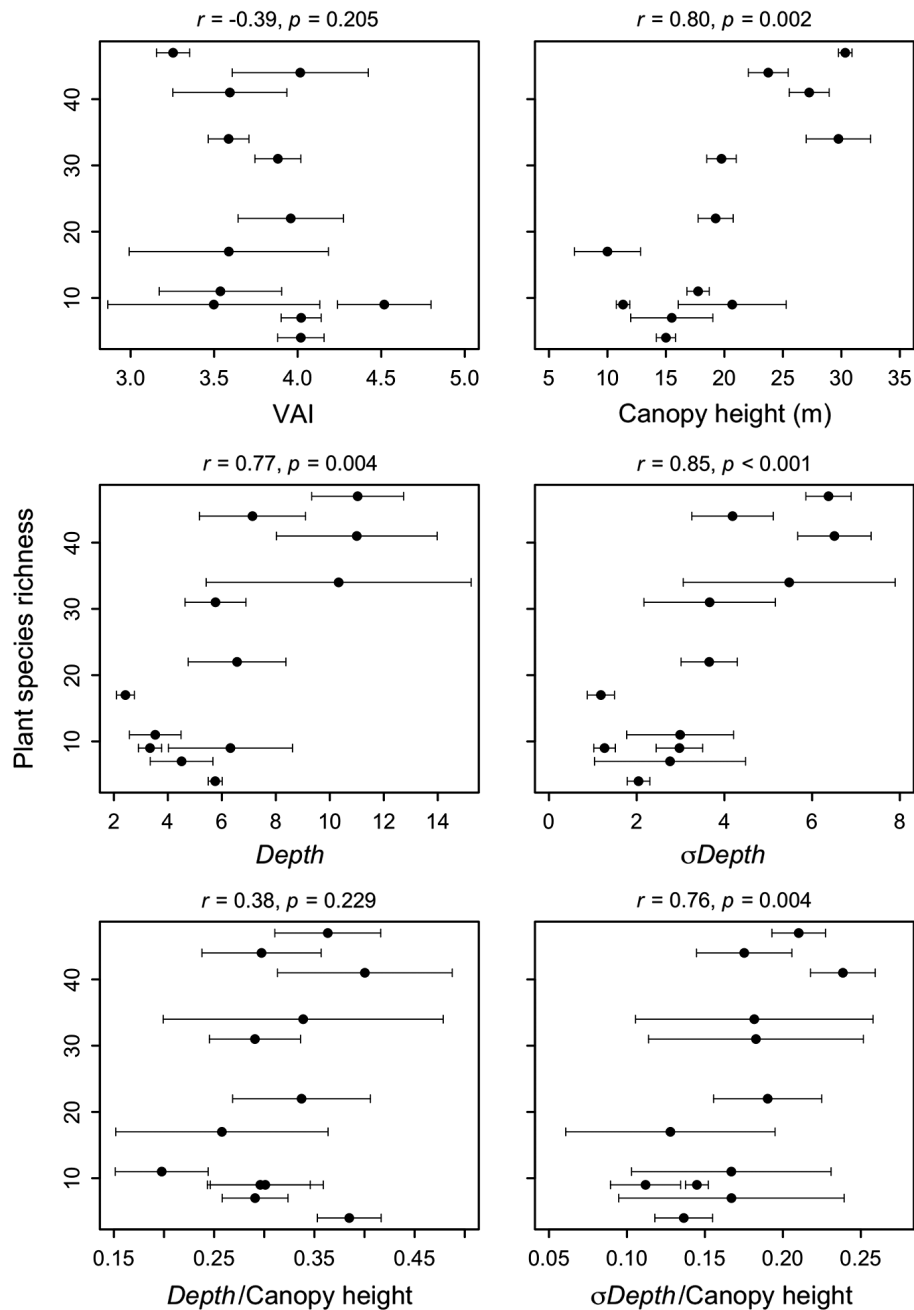 r = -0.39, p = 0.205
r = 0.80, p = 0.002
40
30
20
10
3.0 3.5 4.0 4.5 5.0
5 10 15 20 25 30 35
VAI
Canopy height (m)
r = 0.77, p = 0.004
r = 0.85, p < 0.001
Plant species richness
40
30
20
10
2 4 6 8 10 12 14
0 2 4 6 8
Depth
σDepth
r = 0.38, p = 0.229
r = 0.76, p = 0.004
40
30
20
10
0.15 0.25 0.35 0.45
0.05 0.10 0.15 0.20 0.25
Depth/Canopy height
σDepth/Canopy height